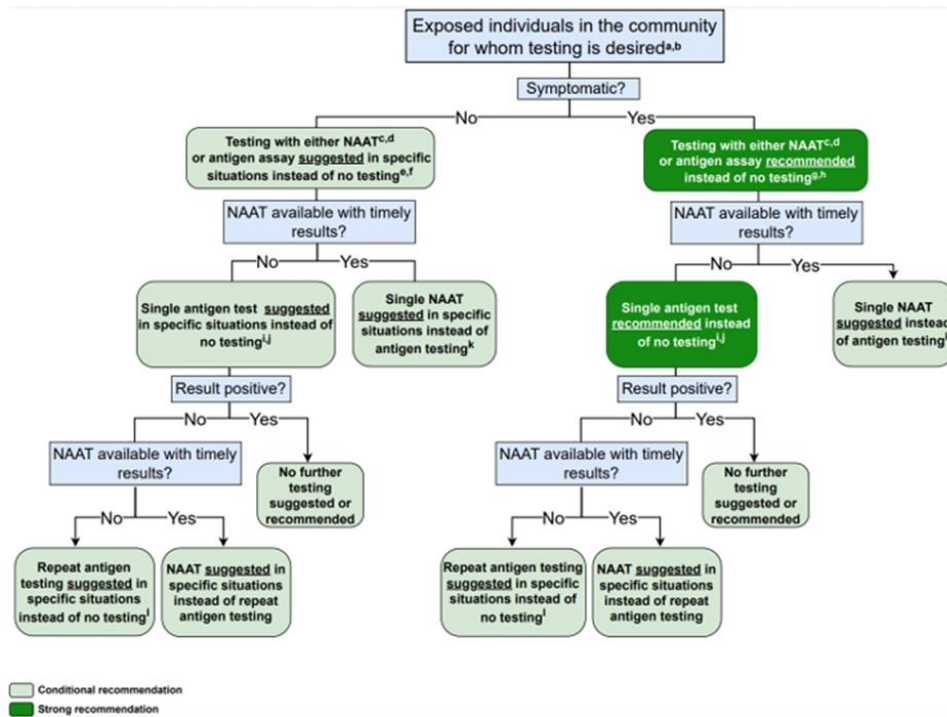 Exposed individuals in the community
for whom testing is desiredᵃ,ᵇ
Symptomatic?
No
Yes
Testing with either NAATᶜ,ᵈ
or antigen assay suggested in specific
situations instead of no testingᵉ,ᶠ
Testing with either NAATᶜ,ᵈ
or antigen assay recommended
instead of no testingᵍ,ʰ
NAAT available with timely
results?
NAAT available with timely
results?
No
Yes
No
Yes
Single antigen test suggested
in specific situations instead of
no testingⁱ,ʲ
Single NAAT
suggested in specific
situations instead of
antigen testingᵏ
Single antigen test
recommended instead
of no testingⁱ,ʲ
Single NAAT
suggested instead
of antigen testing
Result positive?
Result positive?
No
Yes
No
Yes
NAAT available with timely
results?
No further
testing
suggested or
recommended
NAAT available with timely
results?
No further
testing
suggested or
recommended
No
Yes
No
Yes
Repeat antigen
testing suggested in
specific situations
instead of no testingˡ
NAAT suggested in
specific situations
instead of repeat
antigen testing
Repeat antigen testing
suggested in specific
situations instead of
no testingˡ
NAAT suggested in
specific situations
instead of repeat
antigen testing
Conditional recommendation
Strong recommendation